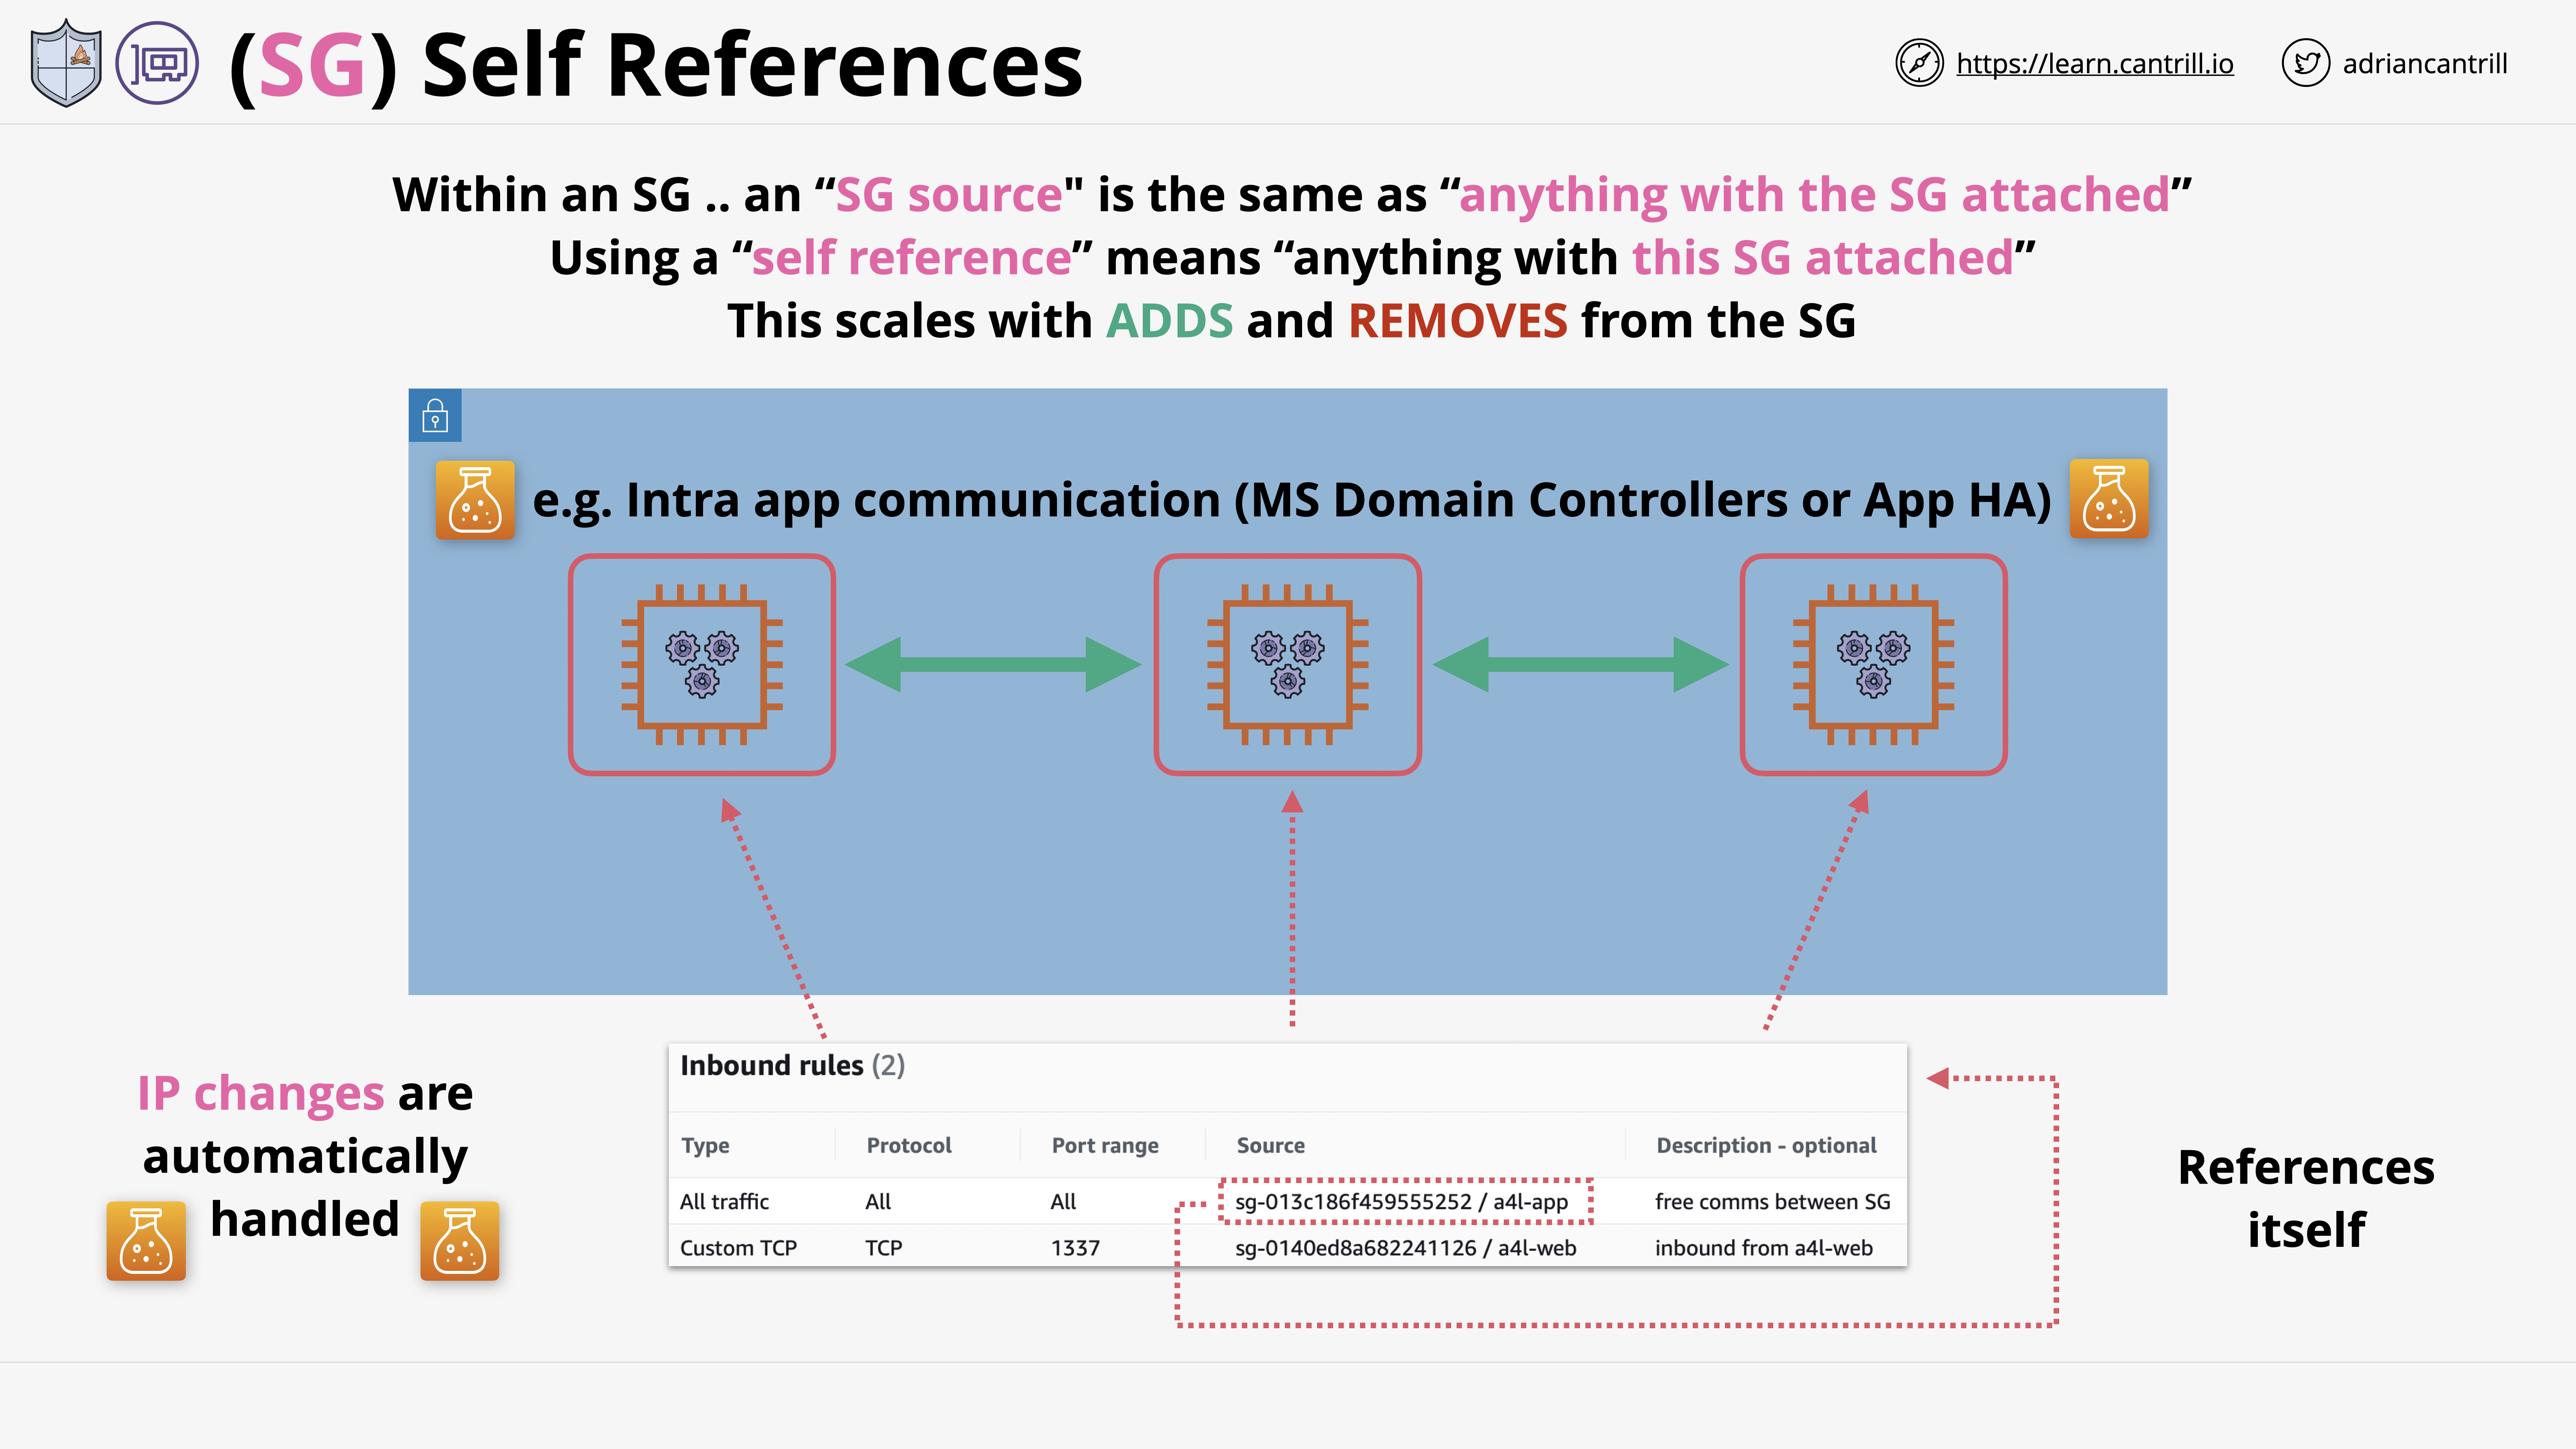 (SG) Self References
https://learn.cantrill.io
adriancantrill
Within an SG .. an “SG source" is the same as “anything with the SG attached”
Using a “self reference” means “anything with this SG attached”
This scales with ADDS and REMOVES from the SG
e.g. Intra app communication (MS Domain Controllers or App HA)
IP changes are
automatically
handled
Inbound rules (2)
Type Protocol Port range Source Description - optional
All traffic All All sg-013c186f459555252 / a4l-app free comms between SG
Custom TCP TCP 1337 sg-0140ed8a682241126 / a4l-web inbound from a4l-web
References
itself